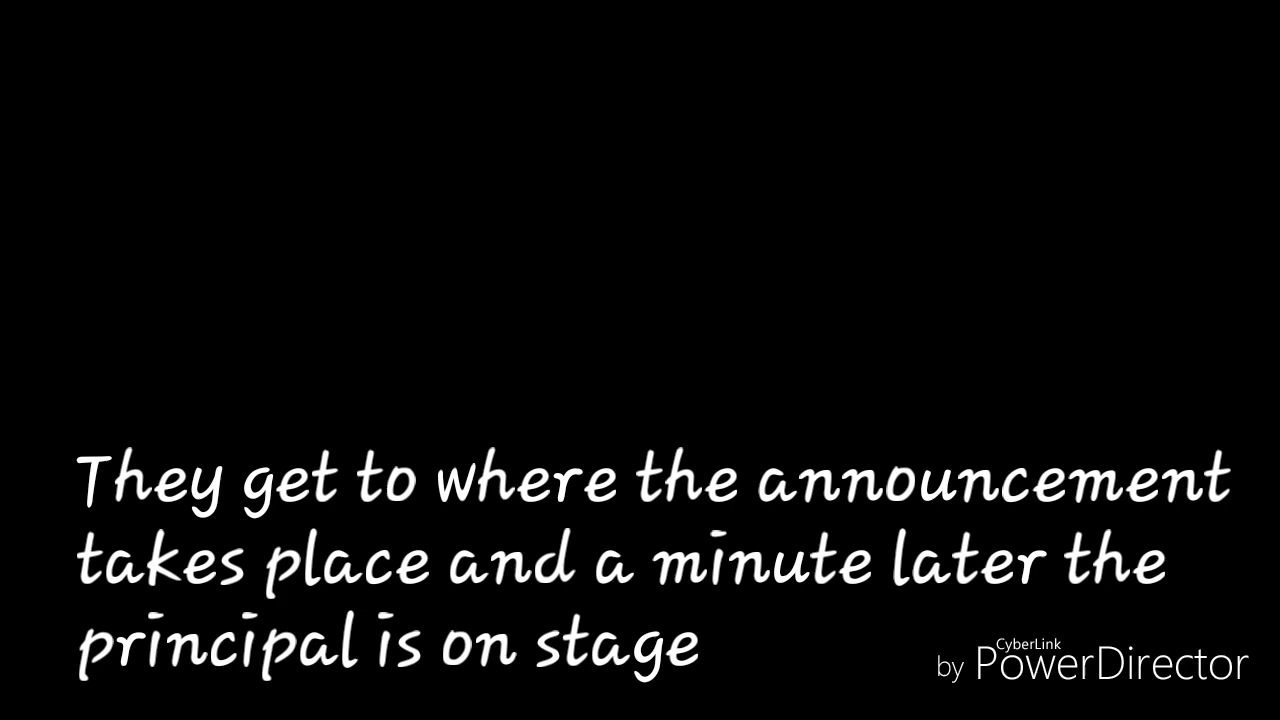 They get to where the announcement
takes place and a minute later the
principal is on stage
CyberLink
by PowerDirector